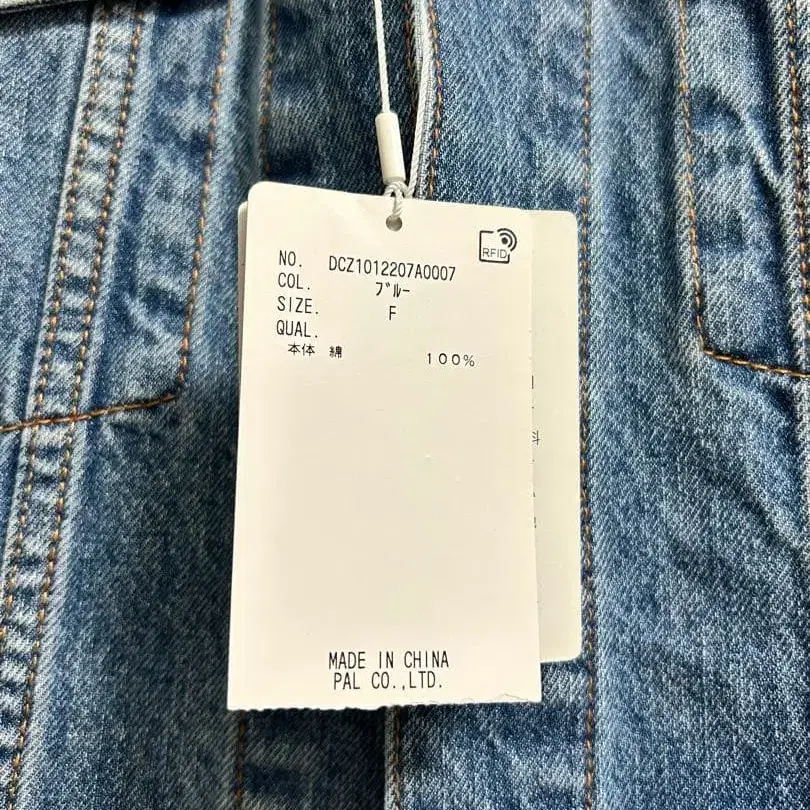 RFID
NO. DCZ1012207A0007
COL. ブルー
SIZE. F
QUAL.
本体 綿 100%
MADE IN CHINA
PAL CO.,LTD.